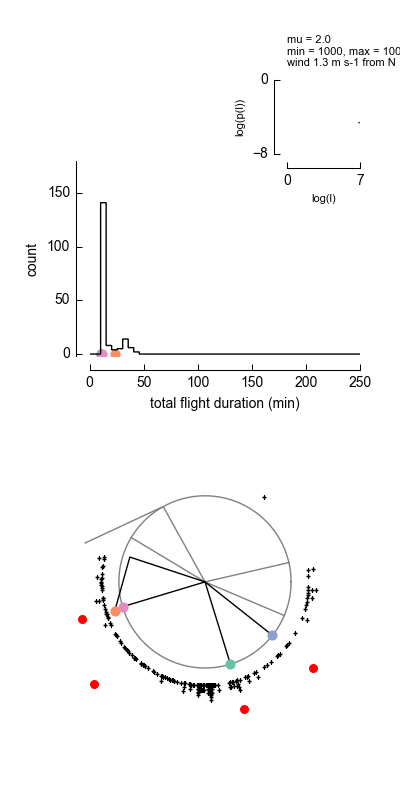 mu = 2.0
min = 1000, max = 100
wind 1.3 m s-1 from N
0
log(p(l))
−8
0 7
log(l)
150
100
50
0
count
0 50 100 150 200 250
total flight duration (min)